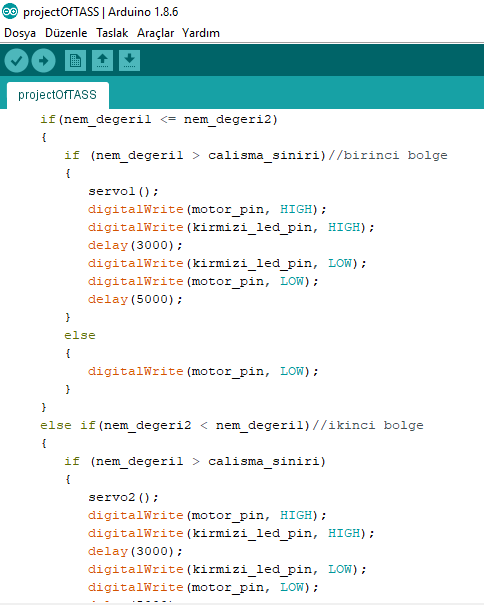 projectOfTASS | Arduino 1.8.6
Dosya Düzenle Taslak Araçlar Yardım
projectOfTASS
if(nem_degeri1 <= nem_degeri2)
{
if (nem_degeri1 > calisma_siniri)//birinci bolge
{
servo1();
digitalWrite(motor_pin, HIGH);
digitalWrite(kirmizi_led_pin, HIGH);
delay(3000);
digitalWrite(kirmizi_led_pin, LOW);
digitalWrite(motor_pin, LOW);
delay(5000);
}
else
{
digitalWrite(motor_pin, LOW);
}
}
else if(nem_degeri2 < nem_degeri1)//ikinci bolge
{
if (nem_degeri1 > calisma_siniri)
{
servo2();
digitalWrite(motor_pin, HIGH);
digitalWrite(kirmizi_led_pin, HIGH);
delay(3000);
digitalWrite(kirmizi_led_pin, LOW);
digitalWrite(motor_pin, LOW);